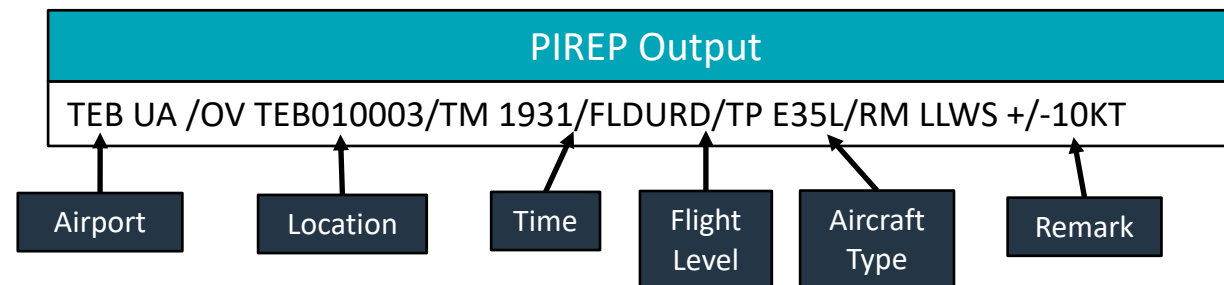 PIREP Output
TEB UA /OV TEB010003/TM 1931/FLDURD/TP E35L/RM LLWS +/-10KT
Airport
Location
Time
Flight
Level
Aircraft
Type
Remark